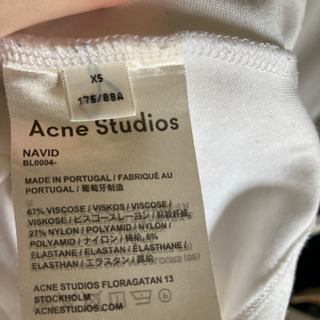 XS
175/88A
Acne Studios
NAVID
BL0004-
MADE IN PORTUGAL / FABRIQUÉ AU
PORTUGAL / 葡萄牙制造
67% VISCOSE / VISKOS / VISCOSE /
VISKOSE / ビスコースレーヨン / 粘胶纤维
27% NYLON / POLYAMID / NYLON /
POLYAMID / ナイロン / 锦纶, 6%
ELASTANE / ELASTAN / ÉLASTHANE /
ELASTHAN / エラスタン / 氨纶
ACNE STUDIOS FLORAGATAN 13
STOCKHOLM
ACNESTUDIOS.COM